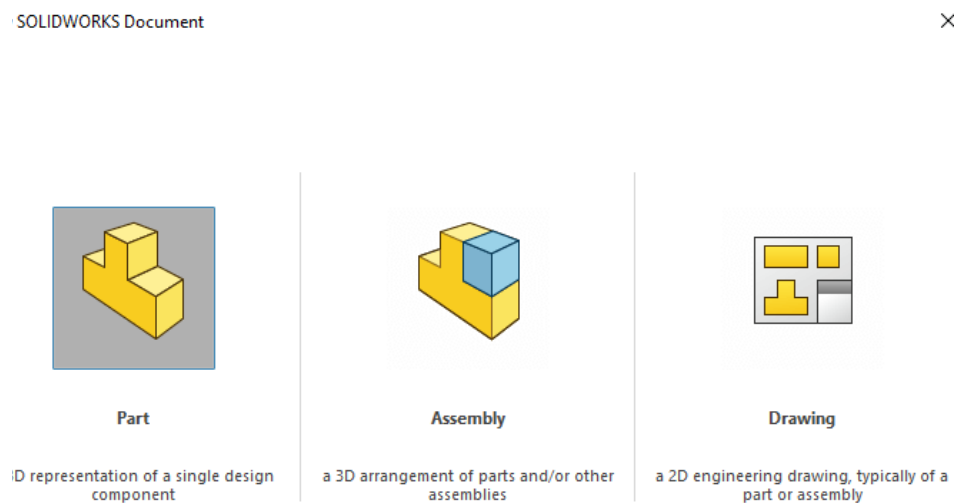 SOLIDWORKS Document
Part
Assembly
Drawing
3D representation of a single design
component
a 3D arrangement of parts and/or other
assemblies
a 2D engineering drawing, typically of a
part or assembly